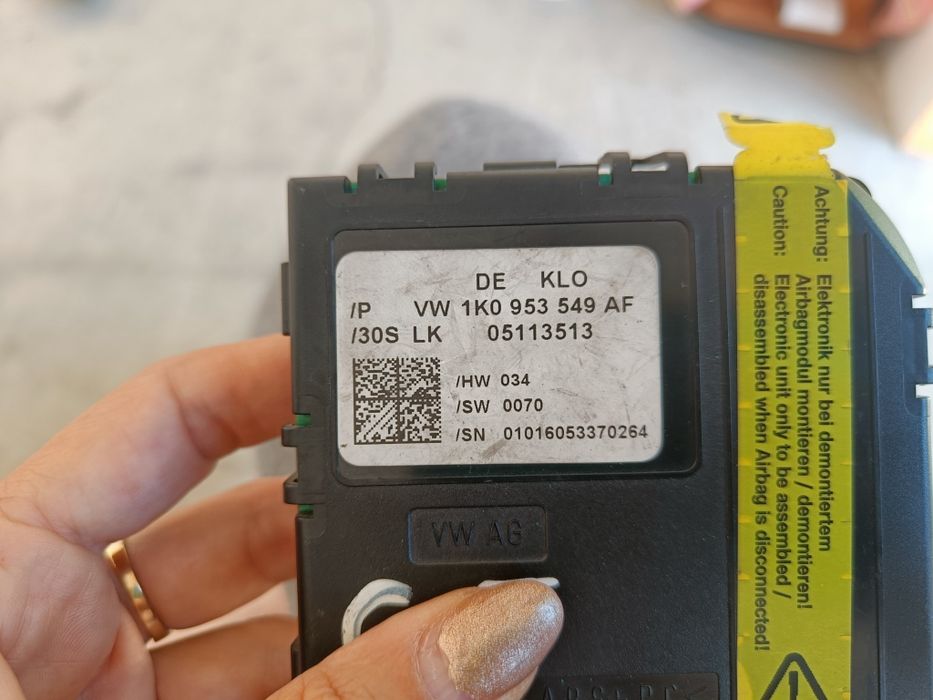 DE KLO
/P VW 1K0 953 549 AF
/30S LK 05113513
/HW 034
/SW 0070
/SN 01016053370264
VW AG
Achtung: Elektronik nur bei demontiertem
Airbagmodul montieren / demontieren!
Caution: Electronic unit only to be assembled /
disassembled when Airbag is disconnected!